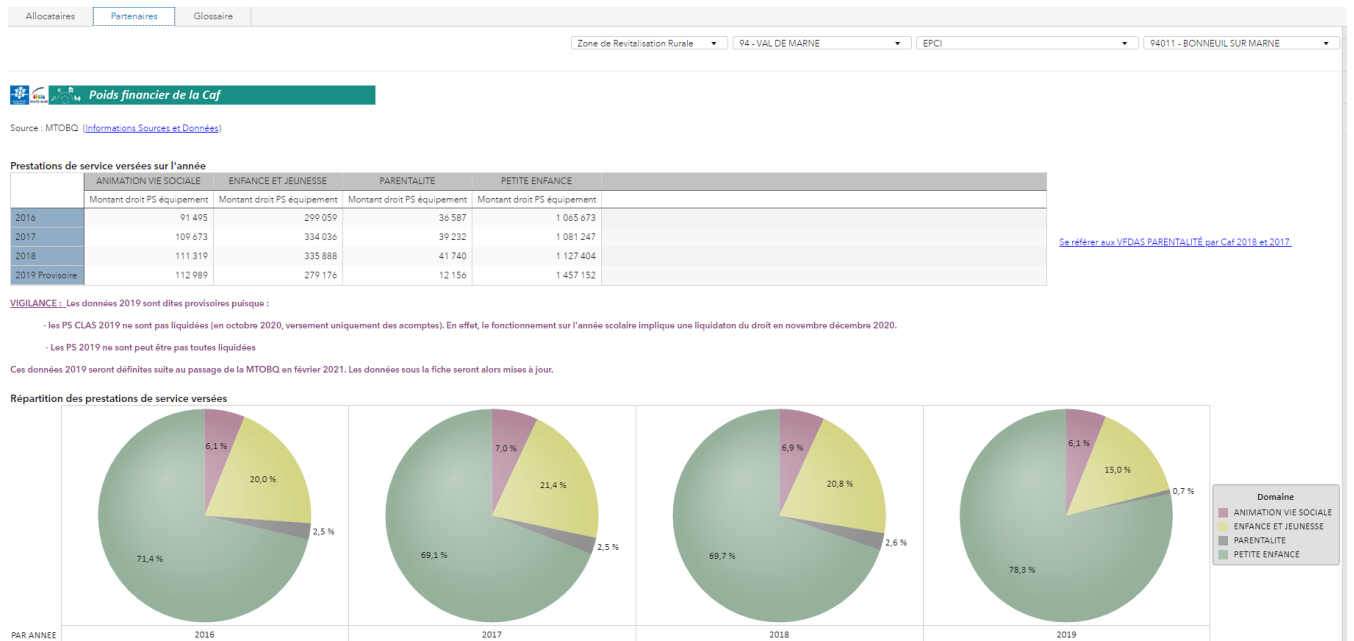 Allocataires Partenaires Glossaire
Zone de Revitalisation Rurale 94 - VAL DE MARNE EPCI 94011 - BONNEUIL SUR MARNE
Poids financier de la Caf
Source : MTOBQ (Informations Sources et Données)
Prestations de service versées sur l'année
ANIMATION VIE SOCIALE ENFANCE ET JEUNESSE PARENTALITE PETITE ENFANCE
Montant droit PS équipement Montant droit PS équipement Montant droit PS équipement Montant droit PS équipement
2016 91 495 299 059 36 587 1 065 673
2017 109 673 334 036 39 232 1 081 247
2018 111 319 335 888 41 740 1 127 404
2019 Provisoire 112 989 279 176 12 156 1 457 152
Se référer aux VFDAS PARENTALITÉ par Caf 2018 et 2017
VIGILANCE : Les données 2019 sont dites provisoires puisque :
- les PS CLAS 2019 ne sont pas liquidées (en octobre 2020, versement uniquement des acomptes). En effet, le fonctionnement sur l'année scolaire implique une liquidaton du droit en novembre décembre 2020.
- Les PS 2019 ne sont peut être pas toutes liquidées
Ces données 2019 seront définites suite au passage de la MTOBQ en février 2021. Les données sous la fiche seront alors mises à jour.
Répartition des prestations de service versées
6,1 % 20,0 % 2,5 % 71,4 %
7,0 % 21,4 % 2,5 % 69,1 %
6,9 % 20,8 % 2,6 % 69,7 %
6,1 % 15,0 % 0,7 % 78,3 %
Domaine
ANIMATION VIE SOCIALE
ENFANCE ET JEUNESSE
PARENTALITE
PETITE ENFANCE
PAR ANNEE 2016 2017 2018 2019